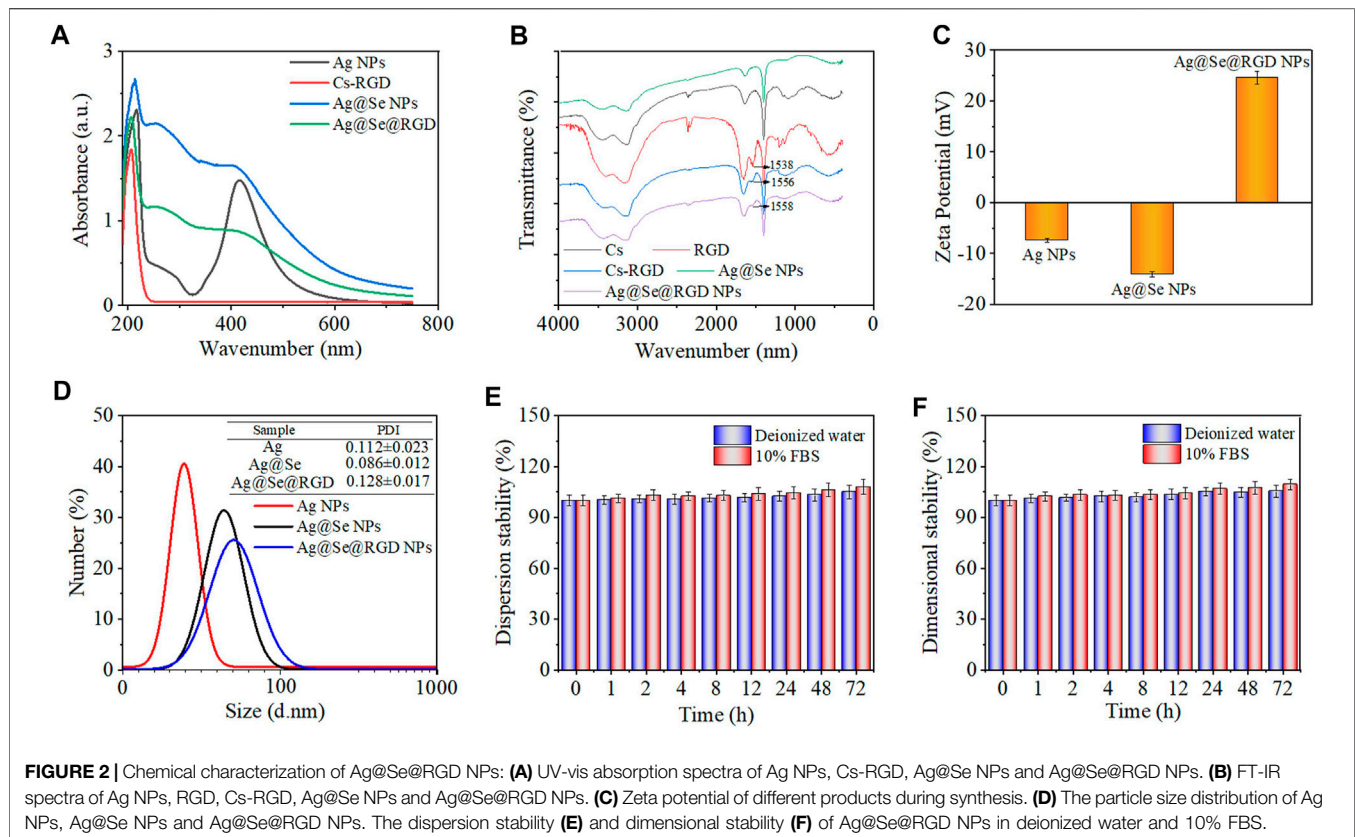 A
3
2
1
0
200
400
600
800
Absorbance (a.u.)
Wavenumber (nm)
Ag NPs
Cs-RGD
Ag@Se NPs
Ag@Se@RGD
B
Transmittance (%)
1538
1556
1558
Cs
RGD
Cs-RGD
Ag@Se NPs
Ag@Se@RGD NPs
4000
3000
2000
1000
0
Wavenumber (nm)
C
30
20
10
0
-10
-20
Zeta Potential (mV)
Ag NPs
Ag@Se NPs
Ag@Se@RGD NPs
D
50
40
30
20
10
0
0
100
1000
Number (%)
Size (d.nm)
Sample PDI
Ag 0.112±0.023
Ag@Se 0.086±0.012
Ag@Se@RGD 0.128±0.017
Ag NPs
Ag@Se NPs
Ag@Se@RGD NPs
E
150
120
90
60
30
0
Dispersion stability (%)
Deionized water
10% FBS
0 1 2 4 8 12 24 48 72
Time (h)
F
150
120
90
60
30
0
Dimensional stability (%)
Deionized water
10% FBS
0 1 2 4 8 12 24 48 72
Time (h)
FIGURE 2 | Chemical characterization of Ag@Se@RGD NPs: (A) UV-vis absorption spectra of Ag NPs, Cs-RGD, Ag@Se NPs and Ag@Se@RGD NPs. (B) FT-IR
spectra of Ag NPs, RGD, Cs-RGD, Ag@Se NPs and Ag@Se@RGD NPs. (C) Zeta potential of different products during synthesis. (D) The particle size distribution of Ag
NPs, Ag@Se NPs and Ag@Se@RGD NPs. The dispersion stability (E) and dimensional stability (F) of Ag@Se@RGD NPs in deionized water and 10% FBS.